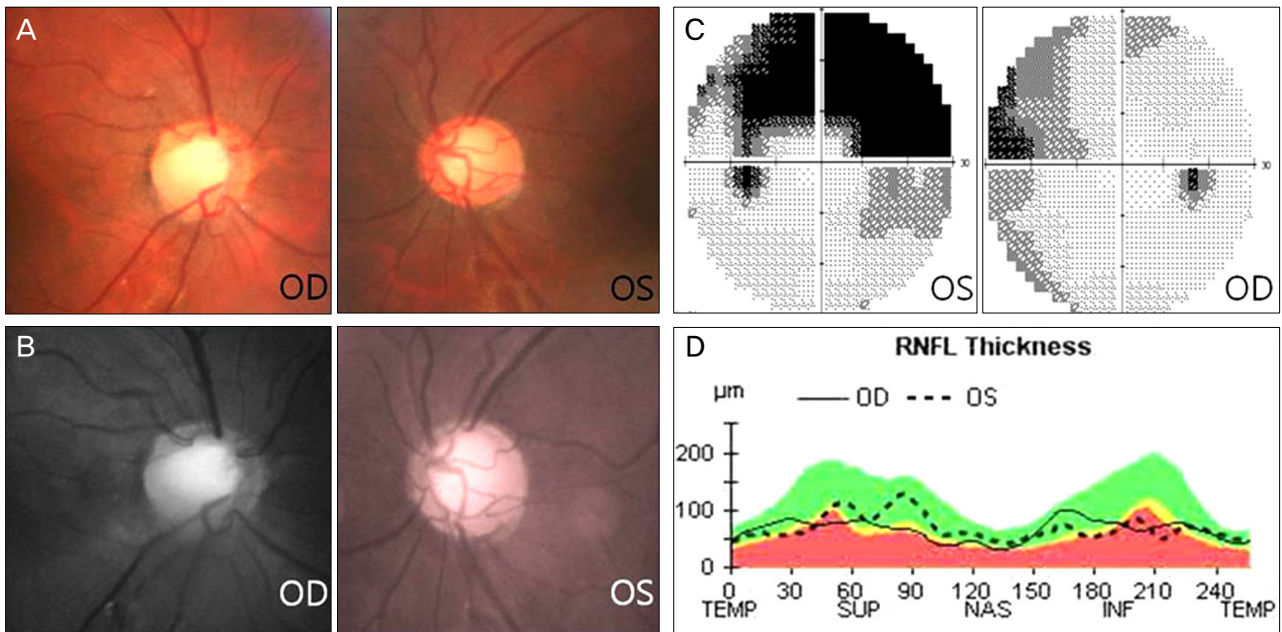 A
OD
OS
B
OD
OS
C
30
OS
30
OD
D
RNFL Thickness
µm
OD OS
200
100
0
0 30 60 90 120 150 180 210 240
TEMP SUP NAS INF TEMP